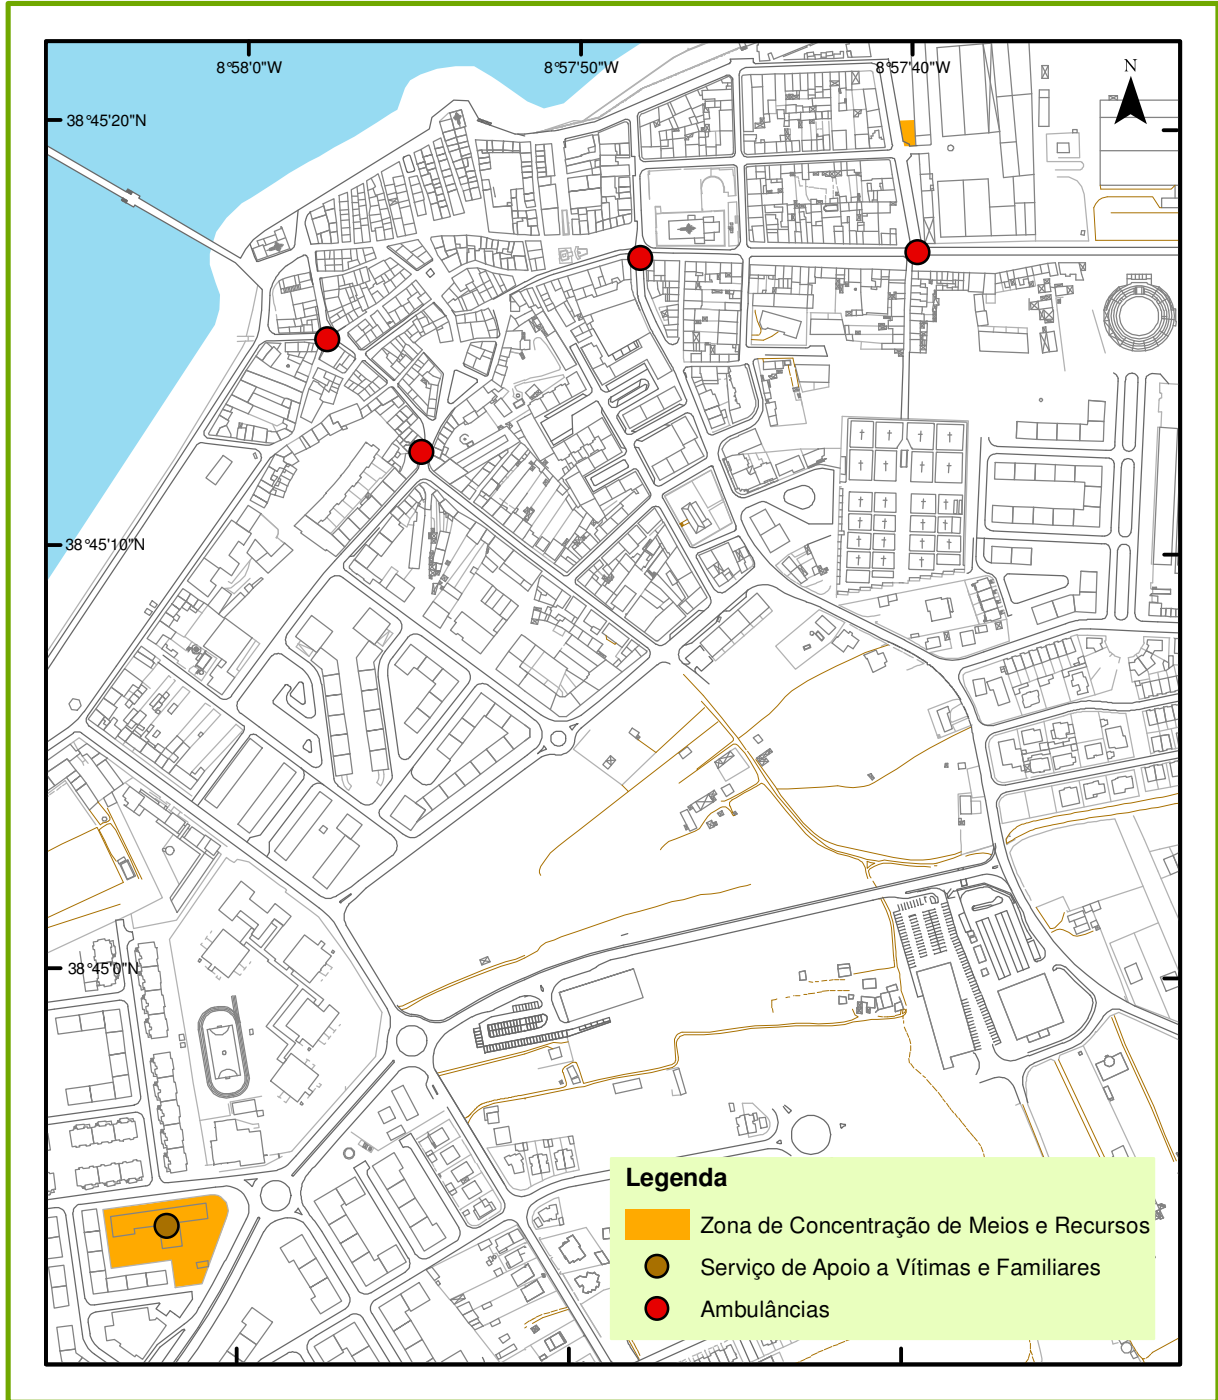 8°58'0"W
8°57'50"W
8°57'40"W
N
38°45'20"N
38°45'10"N
38°45'0"N
Legenda
Zona de Concentração de Meios e Recursos
Serviço de Apoio a Vítimas e Familiares
Ambulâncias